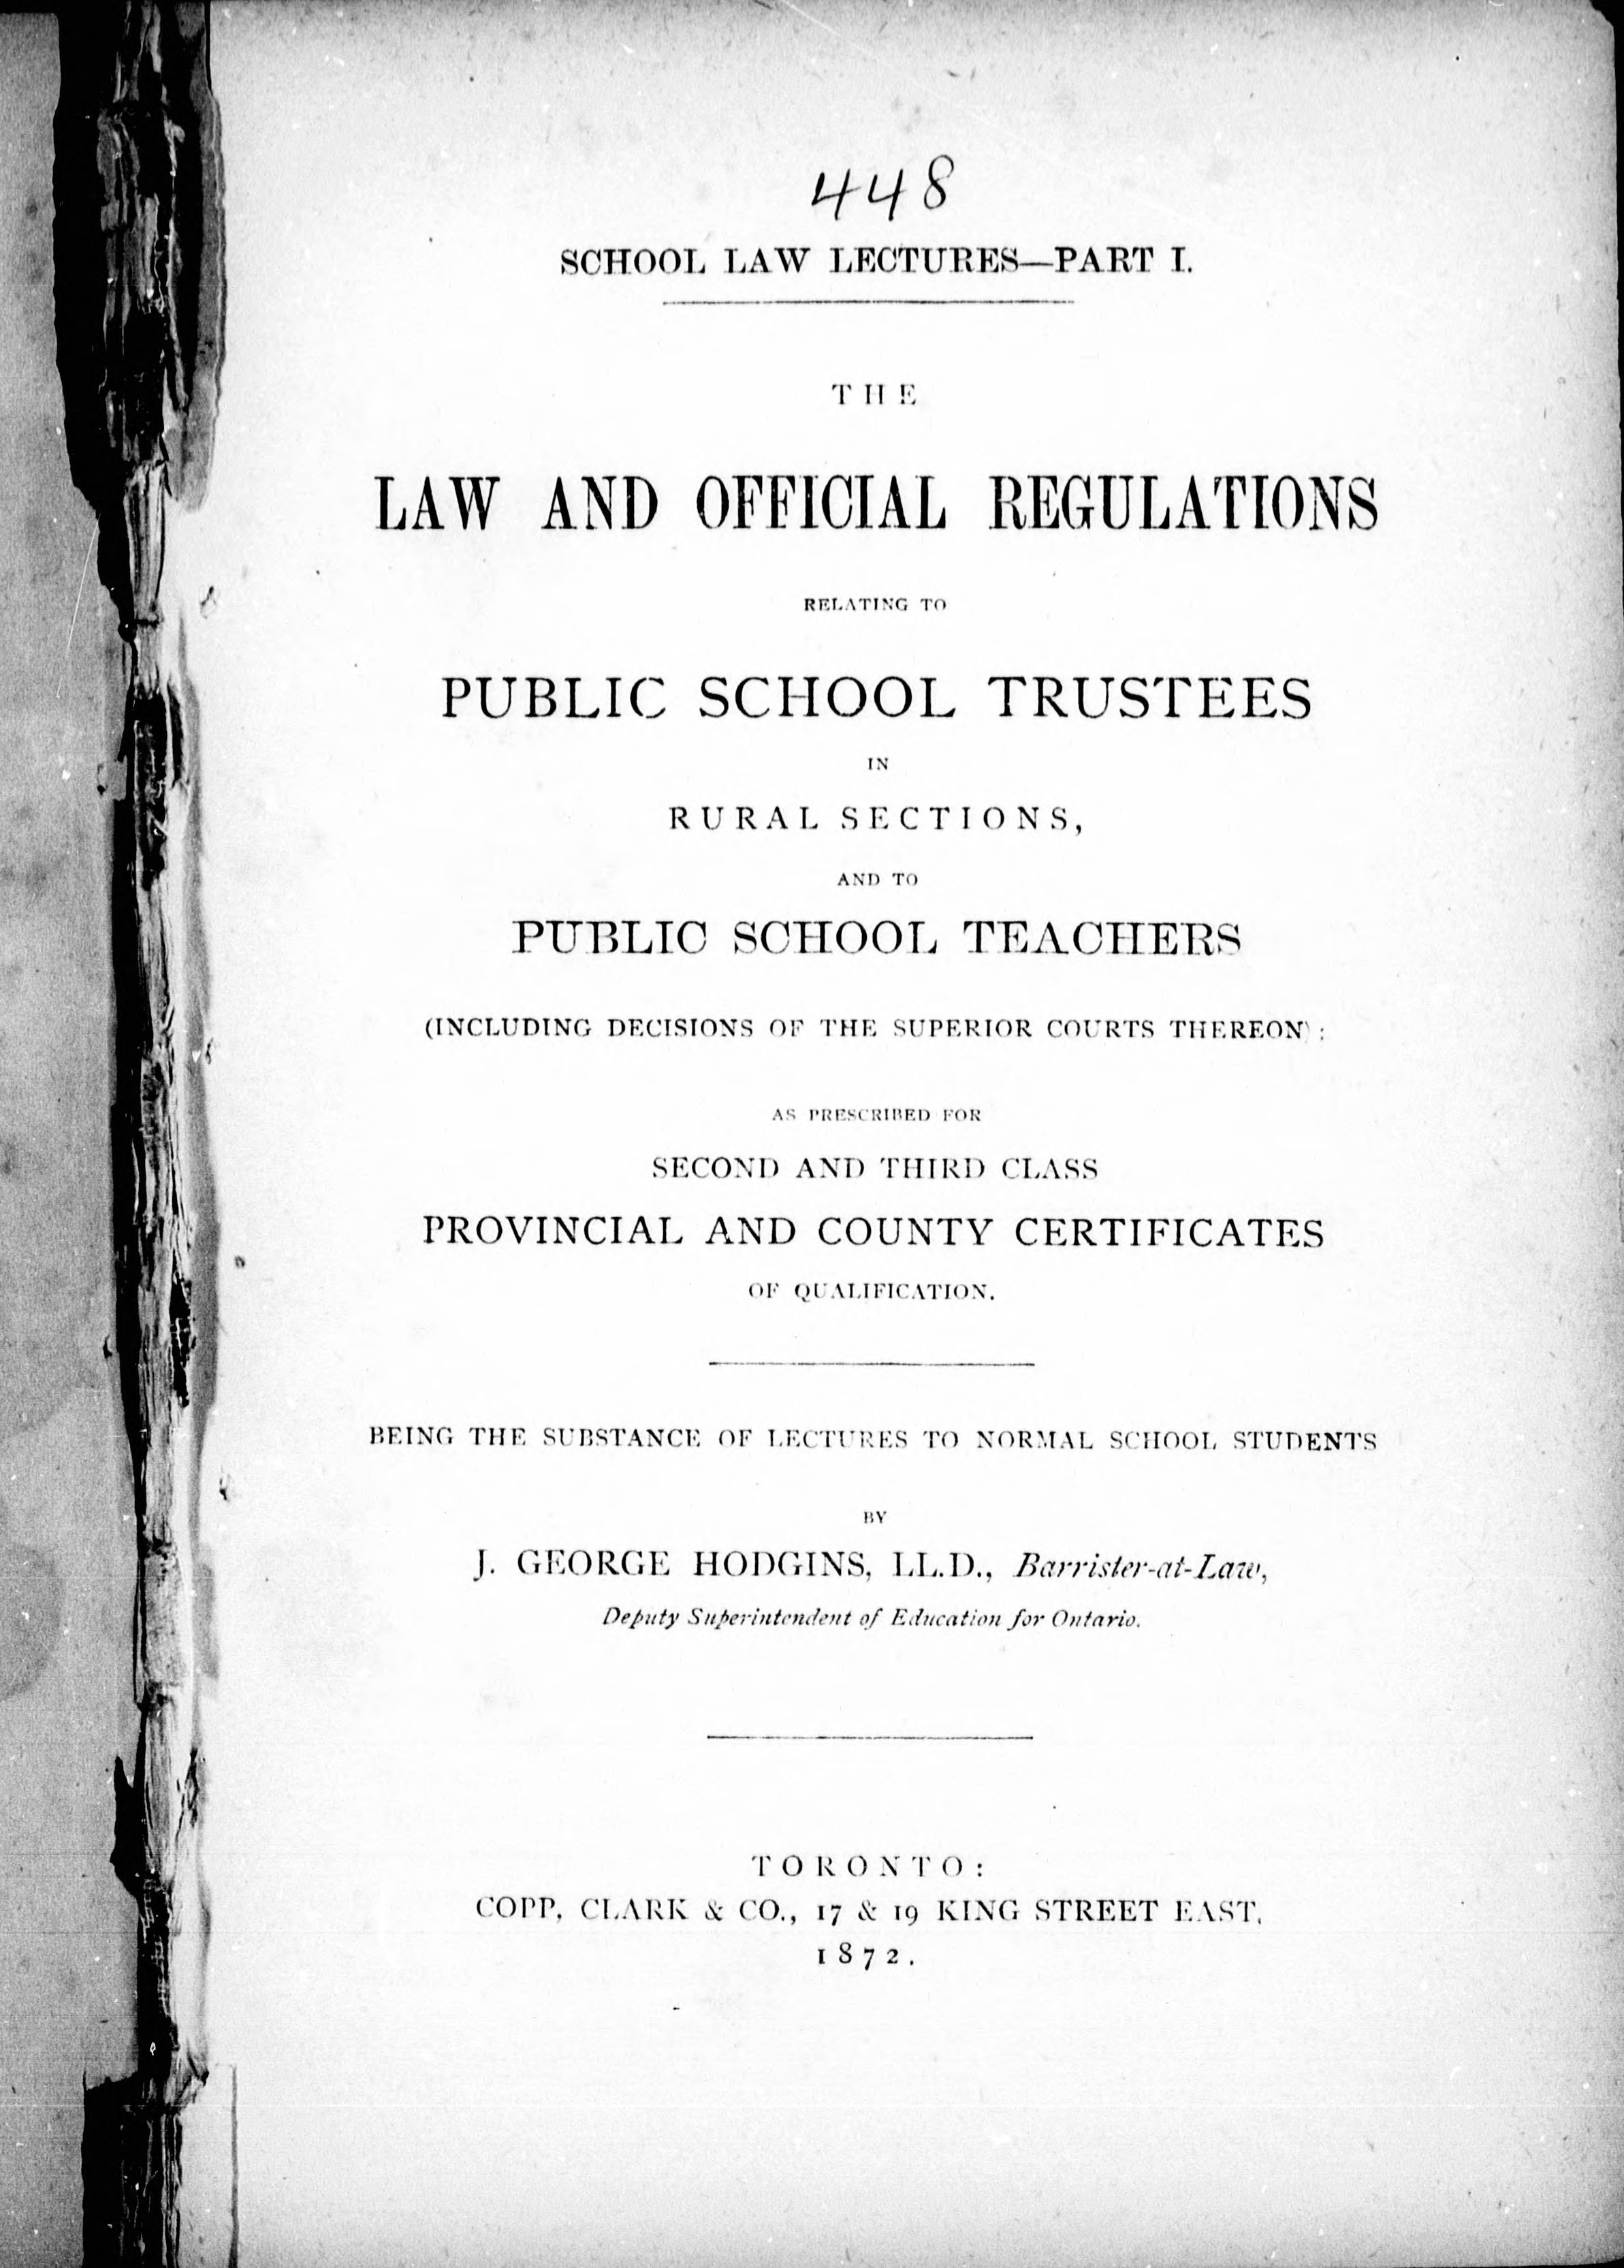 448
SCHOOL LAW LECTURES—PART I.
THE
LAW AND OFFICIAL REGULATIONS
RELATING TO
PUBLIC SCHOOL TRUSTEES
IN
RURAL SECTIONS,
AND TO
PUBLIC SCHOOL TEACHERS
(INCLUDING DECISIONS OF THE SUPERIOR COURTS THEREON);
AS PRESCRIBED FOR
SECOND AND THIRD CLASS
PROVINCIAL AND COUNTY CERTIFICATES
OF QUALIFICATION.
BEING THE SUBSTANCE OF LECTURES TO NORMAL SCHOOL STUDENTS
BY
J. GEORGE HODGINS, LL.D., Barrister-at-Law,
Deputy Superintendent of Education for Ontario.
TORONTO:
COPP, CLARK & CO., 17 & 19 KING STREET EAST.
1872.